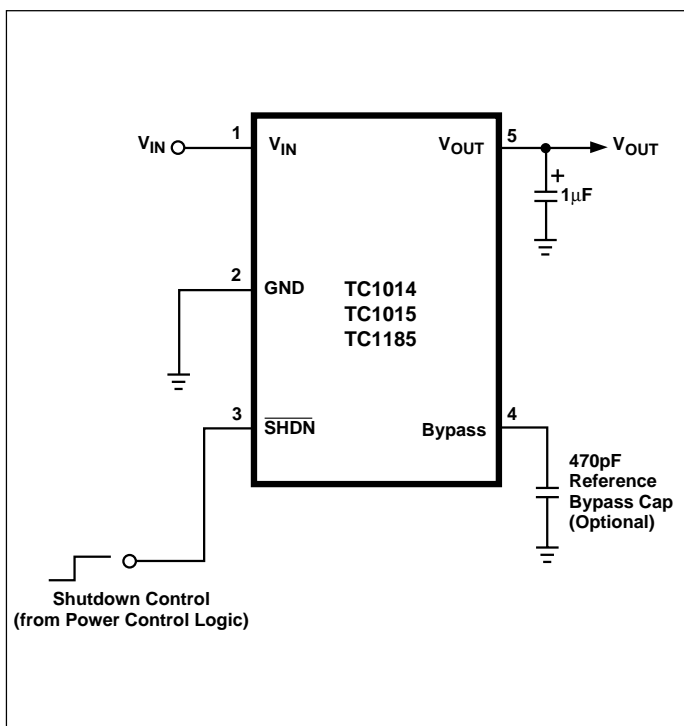 VIN
1
VIN
VOUT
5
VOUT
+
1µF
2
GND
TC1014
TC1015
TC1185
3
SHDN
Bypass
4
470pF
Reference
Bypass Cap
(Optional)
Shutdown Control
(from Power Control Logic)